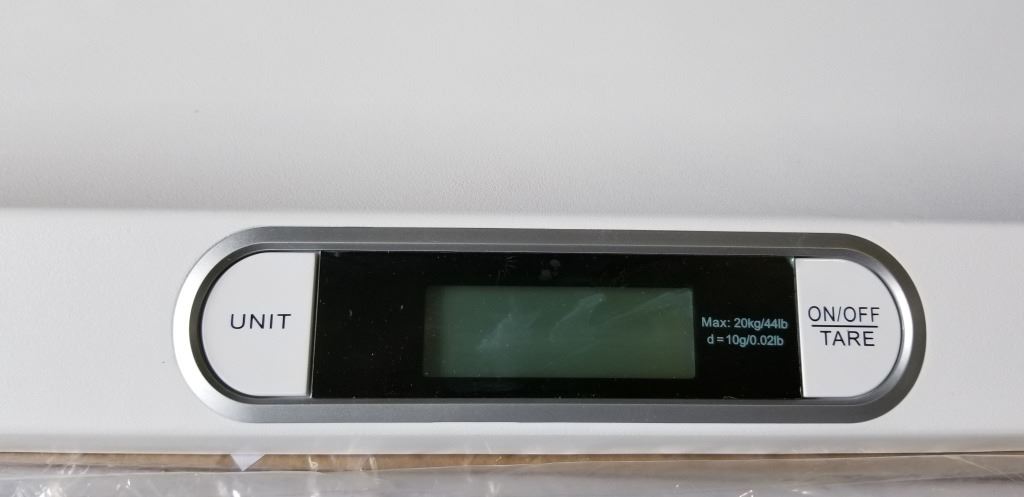 UNIT
Max: 20kg/44lb
d=10g/0.02lb
ON/OFF
TARE